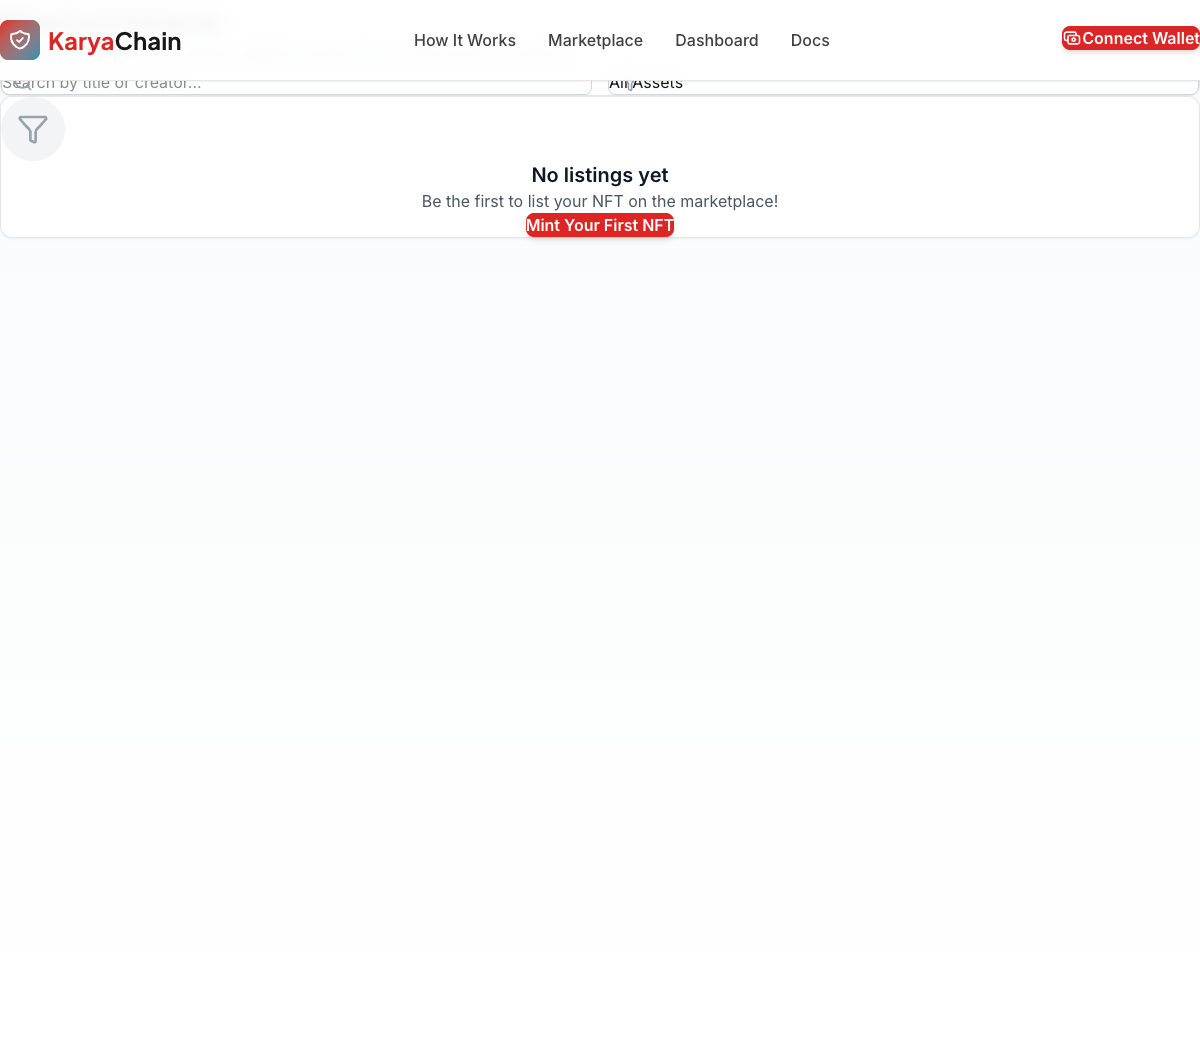 KaryaChain
How It Works
Marketplace
Dashboard
Docs
Connect Wallet
Search by title or creator...
All Assets
No listings yet
Be the first to list your NFT on the marketplace!
Mint Your First NFT